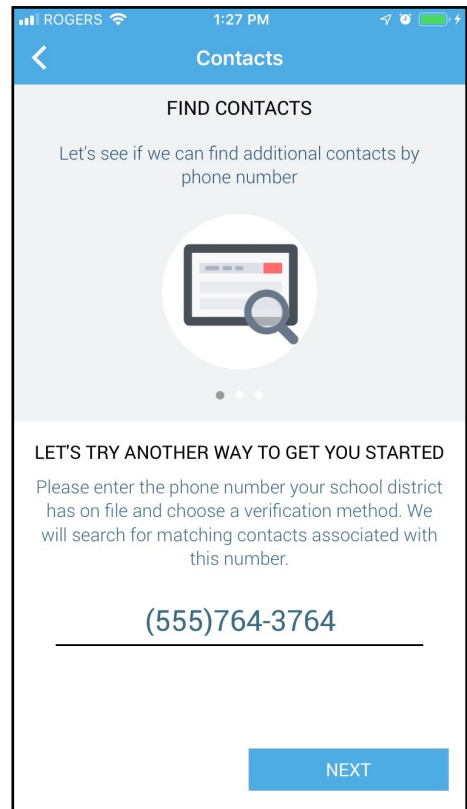 ROGERS 1:27 PM
Contacts
FIND CONTACTS
Let's see if we can find additional contacts by
phone number
LET'S TRY ANOTHER WAY TO GET YOU STARTED
Please enter the phone number your school district
has on file and choose a verification method. We
will search for matching contacts associated with
this number.
(555)764-3764
NEXT